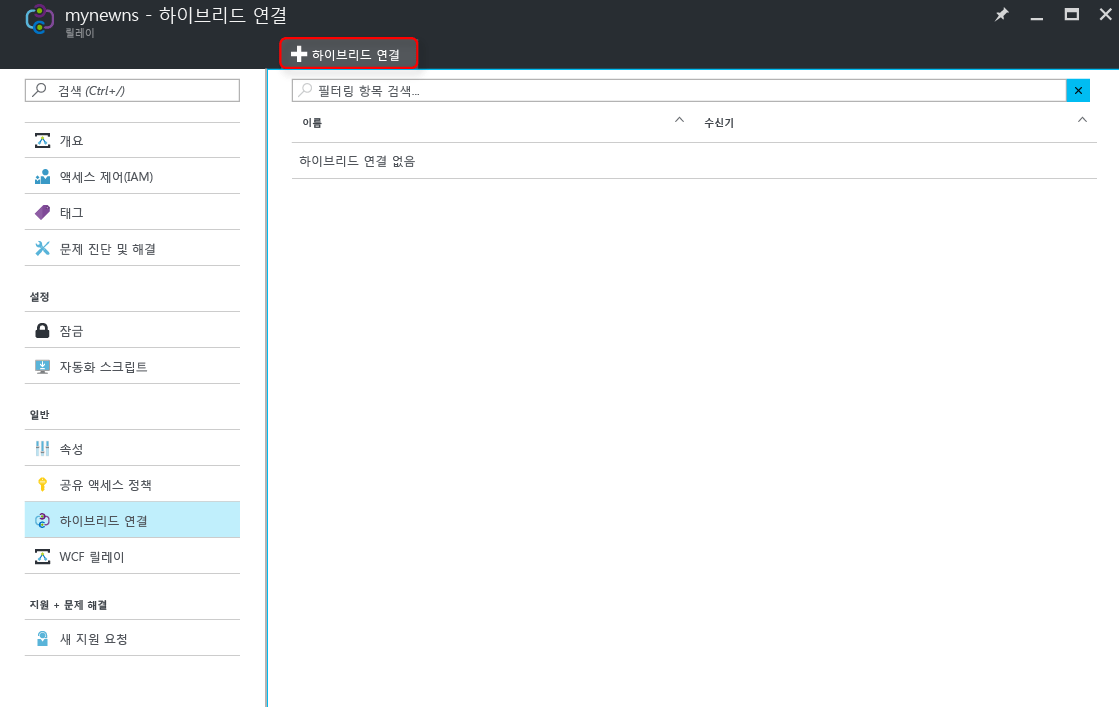 mynewns - 하이브리드 연결
릴레이
하이브리드 연결
검색 (Ctrl+/)
개요
액세스 제어(IAM)
태그
문제 진단 및 해결
설정
잠금
자동화 스크립트
일반
속성
공유 액세스 정책
하이브리드 연결
WCF 릴레이
지원 + 문제 해결
새 지원 요청
필터링 항목 검색...
이름 수신기
하이브리드 연결 없음